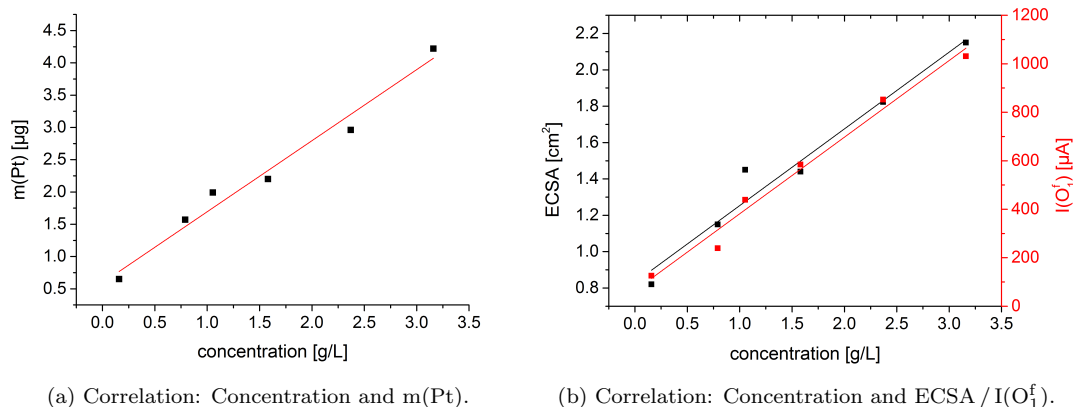 4.5
4.0
3.5
3.0
2.5
2.0
1.5
1.0
0.5
m(Pt) [µg]
0.0 0.5 1.0 1.5 2.0 2.5 3.0 3.5
concentration [g/L]
(a) Correlation: Concentration and m(Pt).
2.2
2.0
1.8
1.6
1.4
1.2
1.0
0.8
ECSA [cm²]
1200
1000
800
600
400
200
0
I(O₁ᶠ) [µA]
0.0 0.5 1.0 1.5 2.0 2.5 3.0 3.5
concentration [g/L]
(b) Correlation: Concentration and ECSA / I(O₁ᶠ).